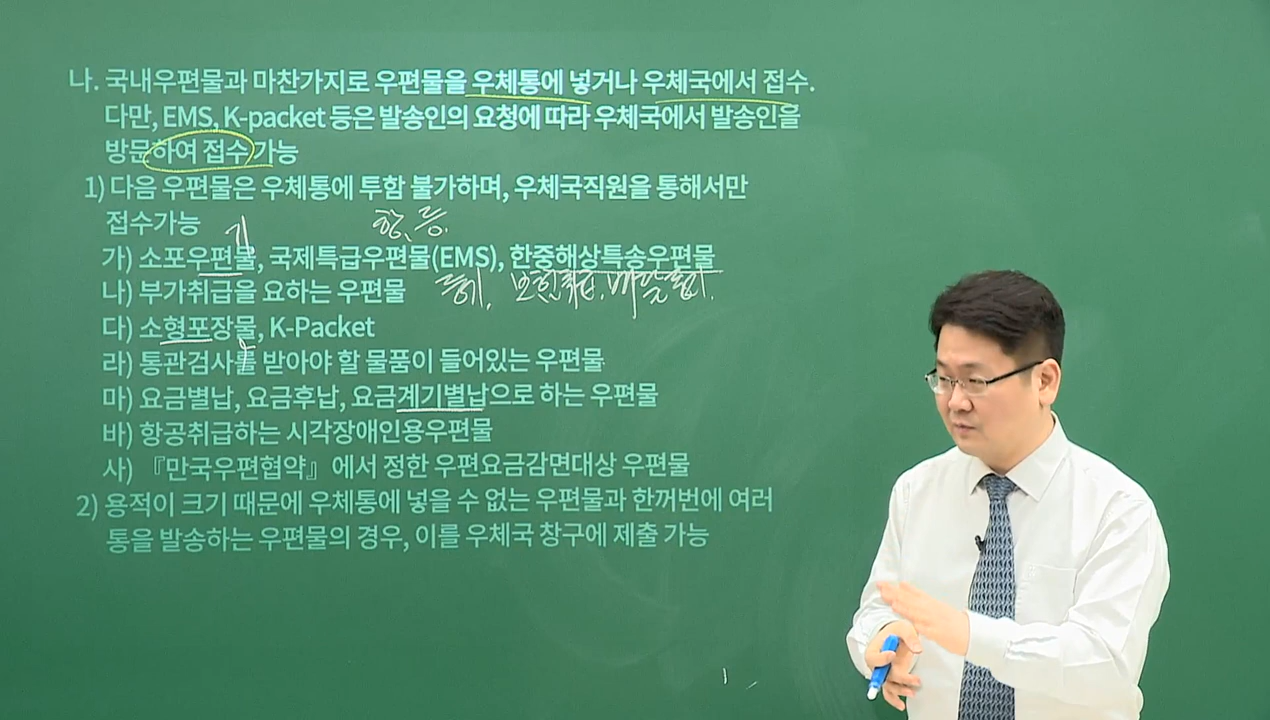 나. 국내우편물과 마찬가지로 우편물을 우체통에 넣거나 우체국에서 접수.
다만, EMS, K-packet 등은 발송인의 요청에 따라 우체국에서 발송인을
방문하여 접수 가능
1) 다음 우편물은 우체통에 투함 불가하며, 우체국직원을 통해서만
접수가능
기
항, 등.
가) 소포우편물, 국제특급우편물(EMS), 한중해상특송우편물
나) 부가취급을 요하는 우편물 등기, 보험취급, 배달통지.
다) 소형포장물, K-Packet
라) 통관검사를 받아야 할 물품이 들어있는 우편물
마) 요금별납, 요금후납, 요금계기별납으로 하는 우편물
바) 항공취급하는 시각장애인용우편물
사) 『만국우편협약』에서 정한 우편요금감면대상 우편물
2) 용적이 크기 때문에 우체통에 넣을 수 없는 우편물과 한꺼번에 여러
통을 발송하는 우편물의 경우, 이를 우체국 창구에 제출 가능